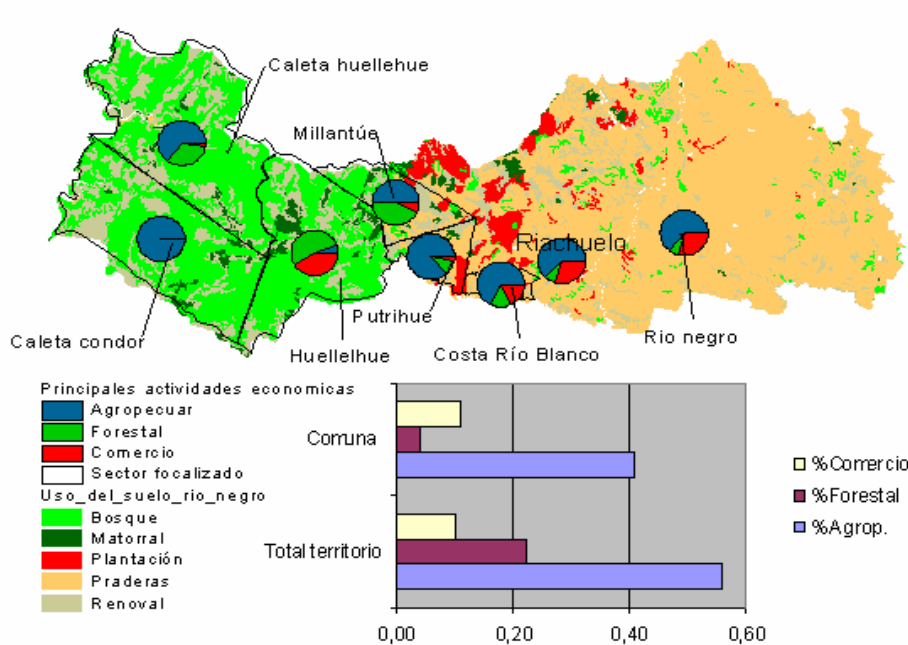 Caleta huellehue
Millantúe
Riachuelo
Putrihue
Rio negro
Caleta condor
Huellelhue
Costa Río Blanco
Principales actividades economicas
Agropecuar
Forestal
Comercio
Sector focalizado
Uso_del_suelo_rio_negro
Bosque
Matorral
Plantación
Praderas
Renoval
Comuna
Total territorio
0,00 0,20 0,40 0,60
%Comercio
%Forestal
%Agrop.